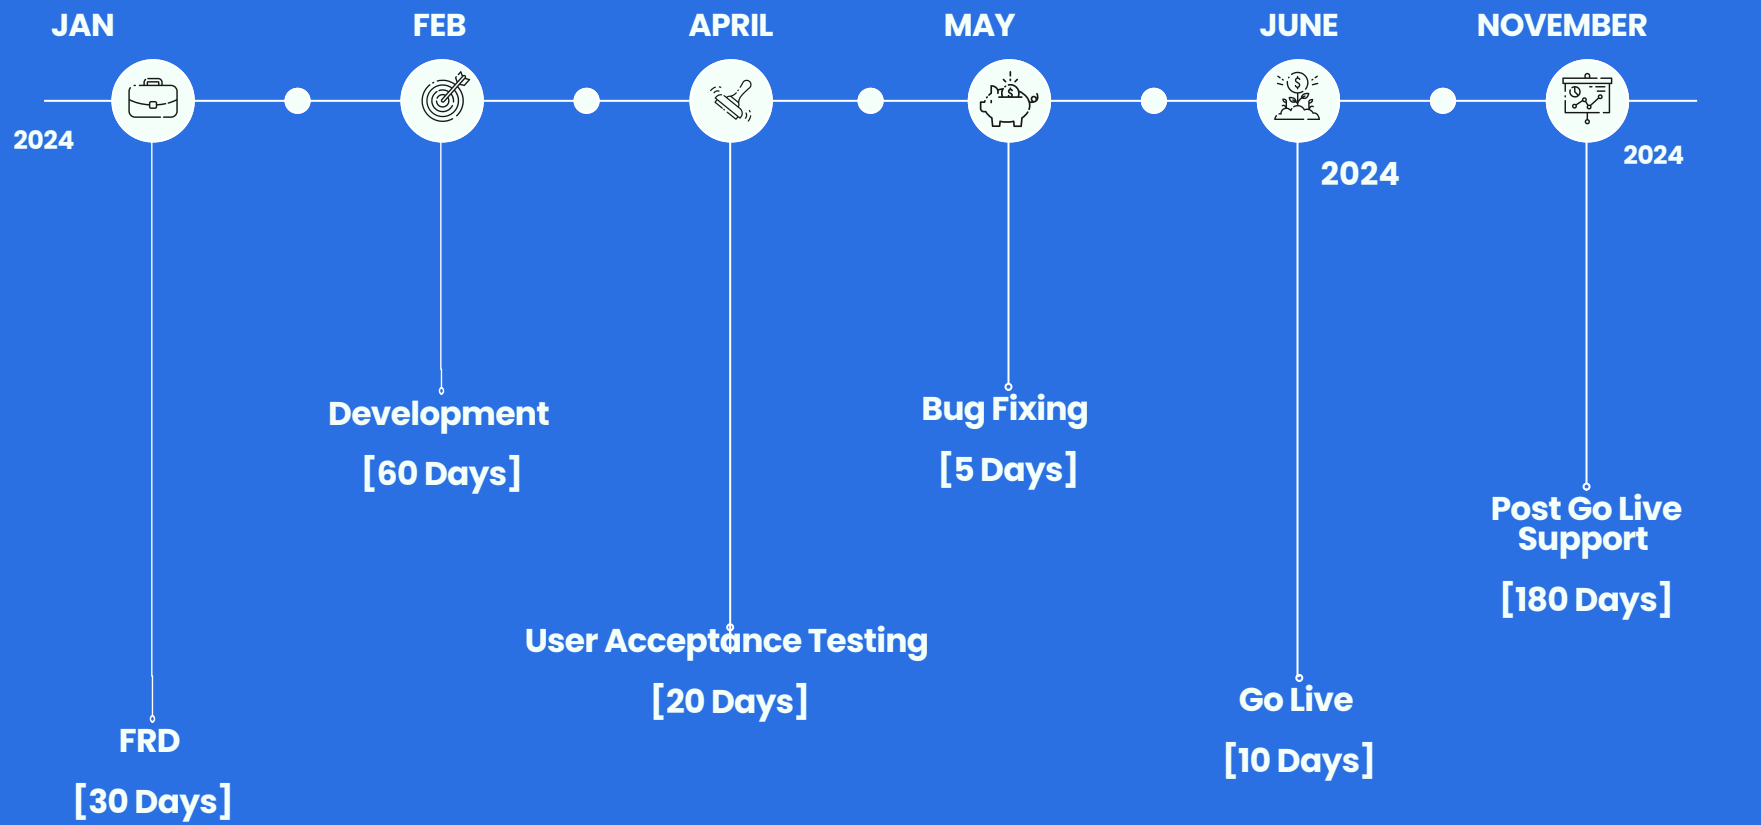 JAN
FEB
APRIL
MAY
JUNE
NOVEMBER
2024
2024
2024
Development
[60 Days]
Bug Fixing
[5 Days]
Post Go Live
Support
[180 Days]
User Acceptance Testing
[20 Days]
Go Live
[10 Days]
FRD
[30 Days]